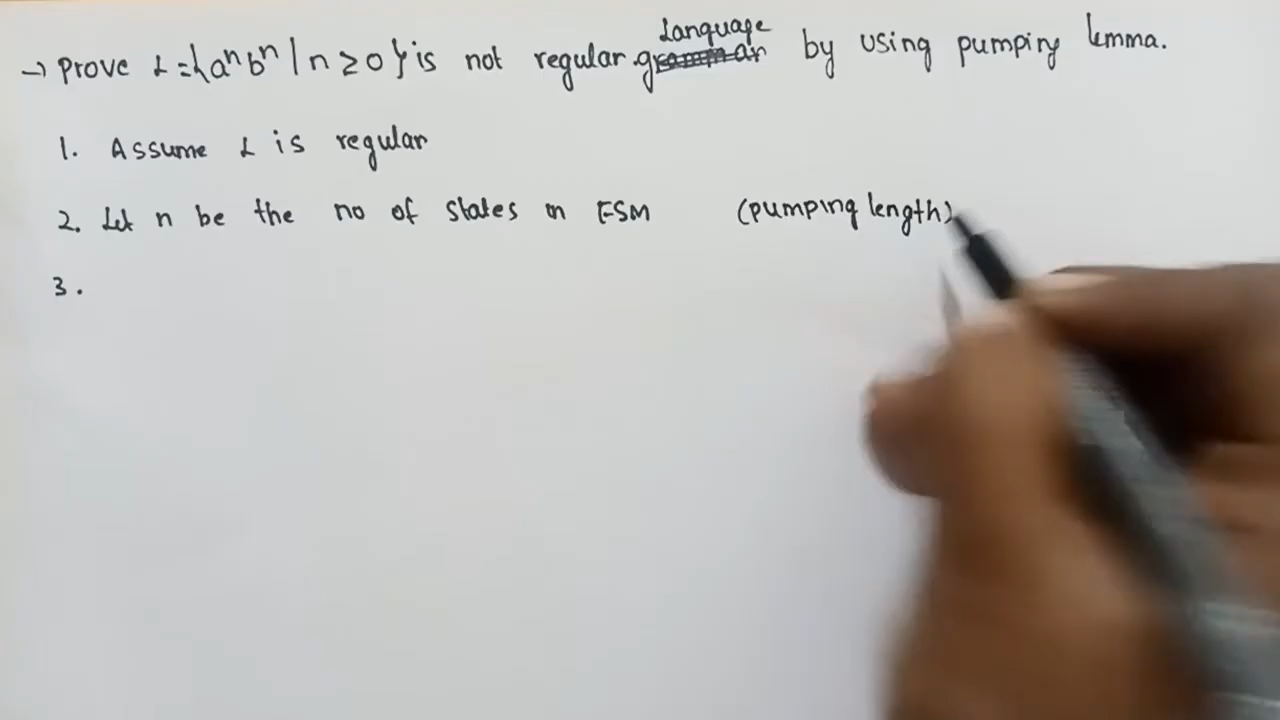 → Prove L = {aⁿbⁿ | n ≥ 0} is not regular Language by using pumping lemma.
1. Assume L is regular
2. Let n be the no of states in FSM (pumping length)
3.